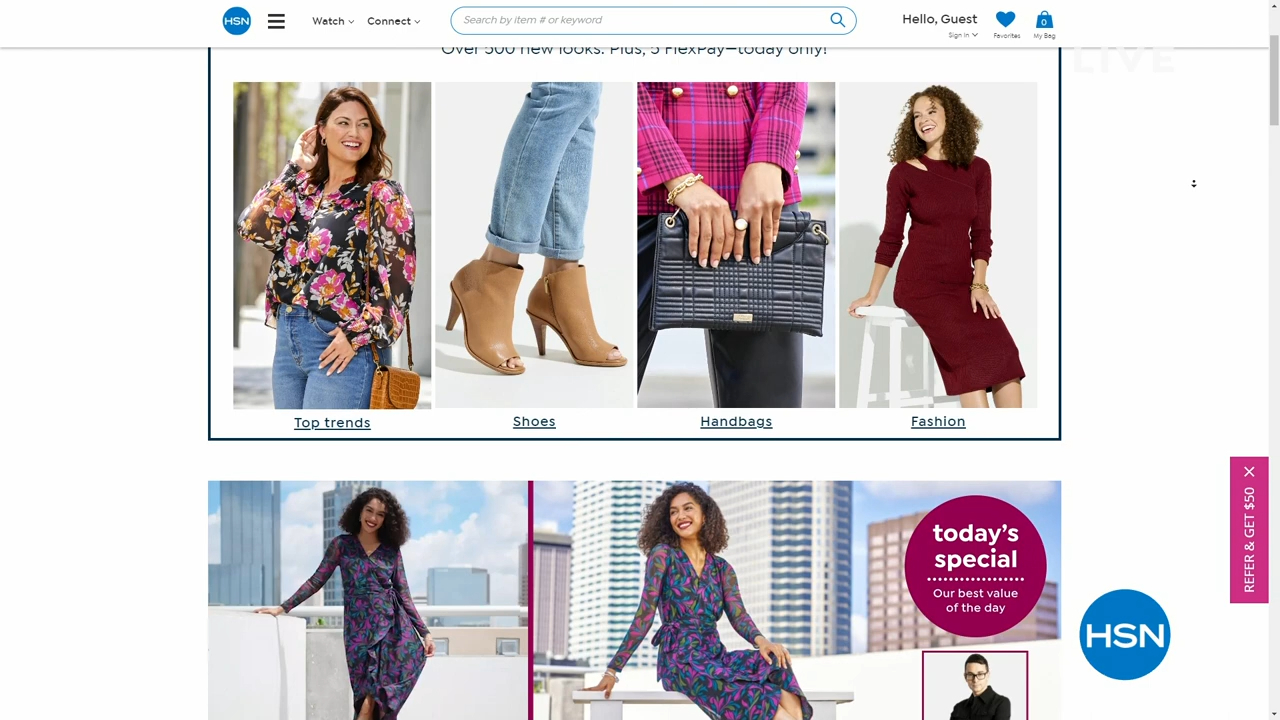 HSN
Watch
Connect
Search by item # or keyword
Hello, Guest
Sign In
Favorites
0
My Bag
Over 500 new looks. Plus, 5 FlexPay—today only!
LIVE
Top trends
Shoes
Handbags
Fashion
today's
special
Our best value
of the day
REFER & GET $50
HSN